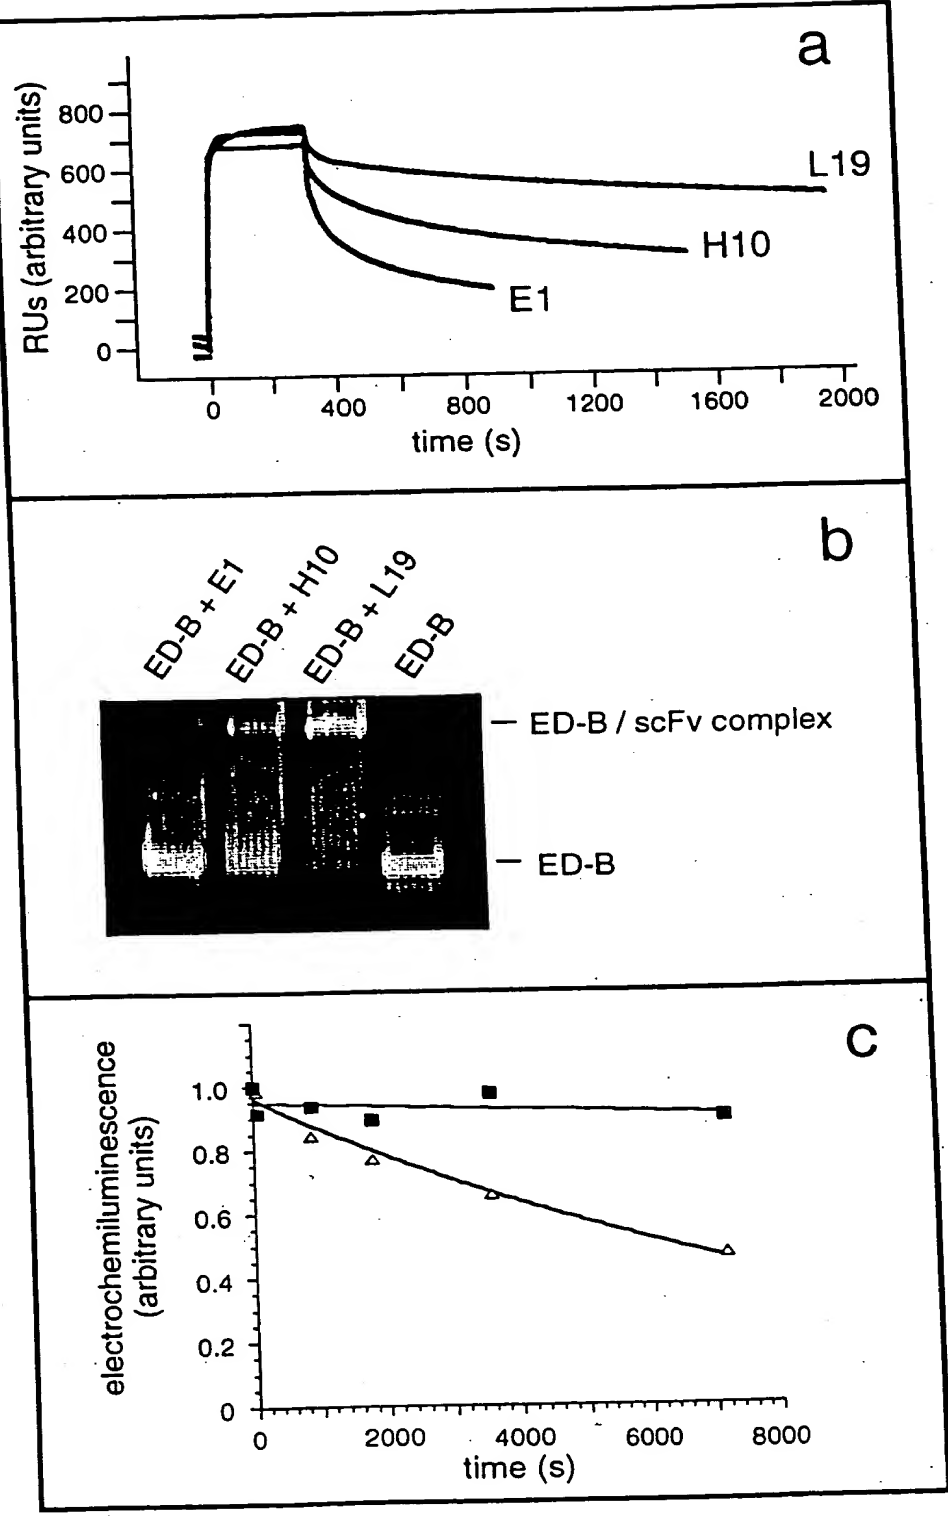 a
RUs (arbitrary units)
800
600
400
200
0
L19
H10
E1
0 400 800 1200 1600 2000
time (s)
b
ED-B + E1
ED-B + H10
ED-B + L19
ED-B
ED-B / scFv complex
ED-B
c
electrochemiluminescence
(arbitrary units)
1.0
0.8
0.6
0.4
0.2
0
0 2000 4000 6000 8000
time (s)